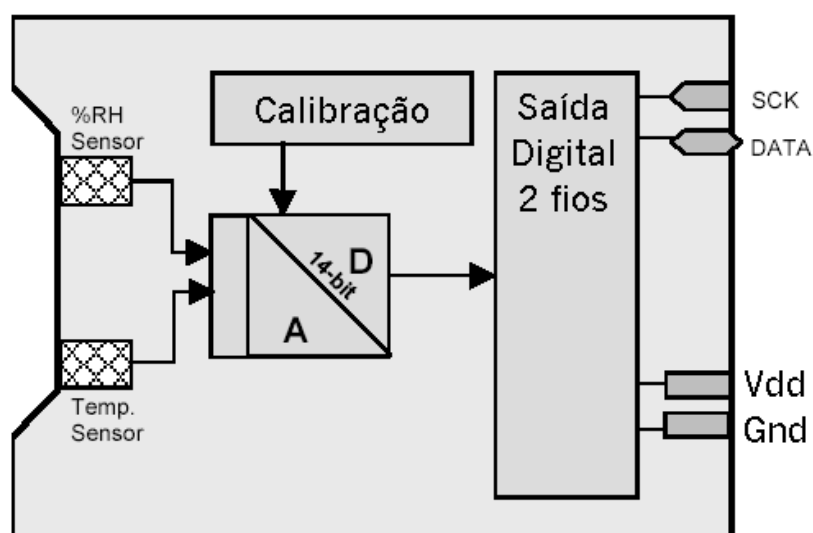 %RH
Sensor
Calibração
Saída
Digital
2 fios
SCK
DATA
14-bit
D
A
Temp.
Sensor
Vdd
Gnd